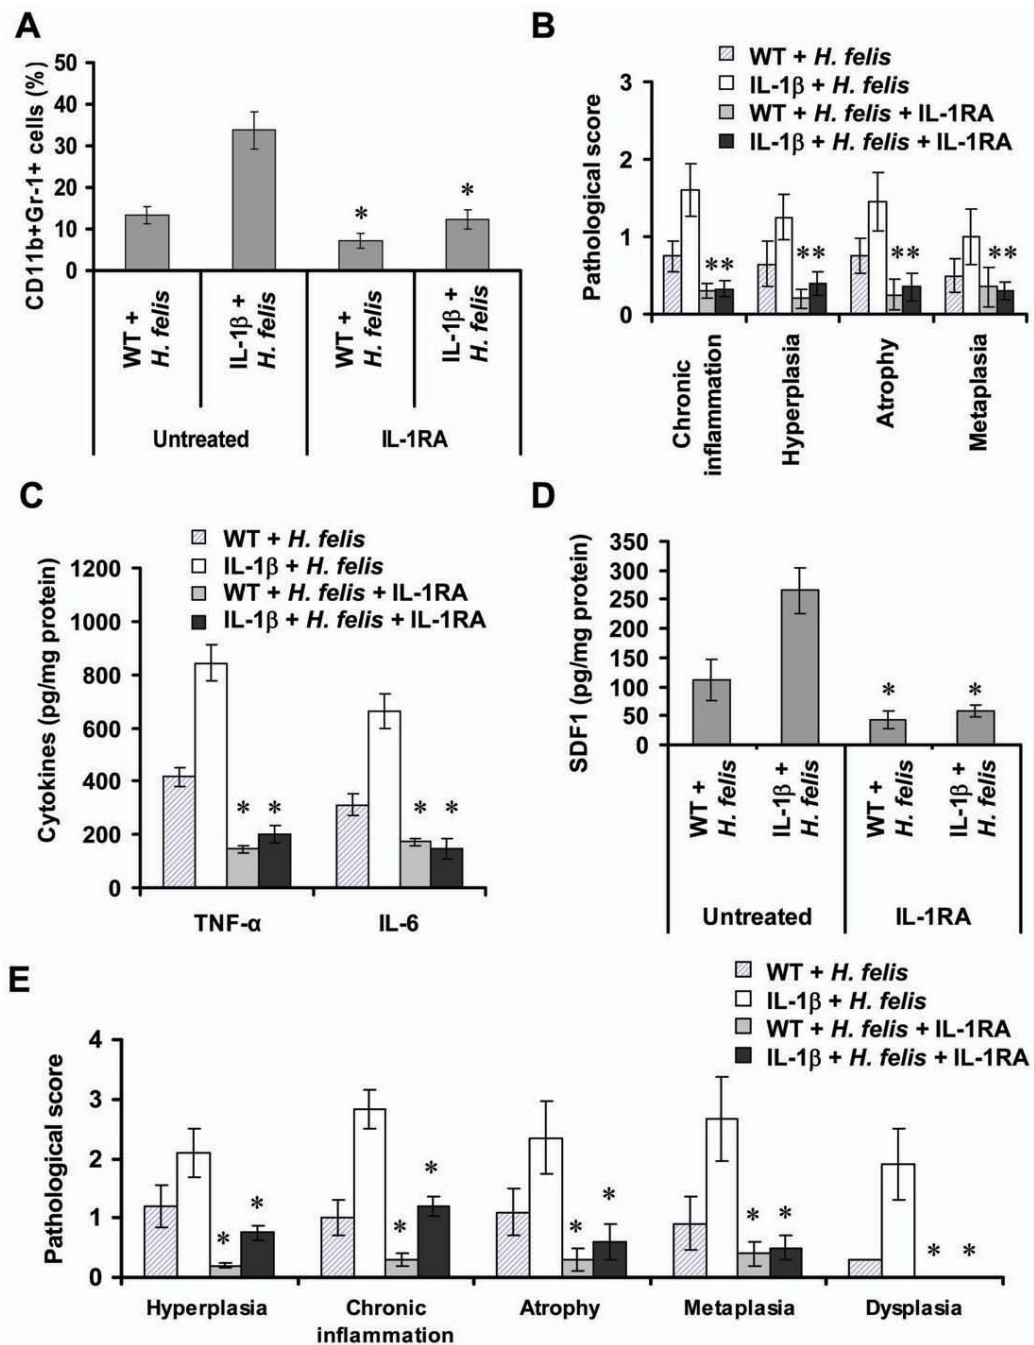 A
CD11b+Gr-1+ cells (%)
50
40
30
20
10
0
*
*
WT +
H. felis
IL-1β +
H. felis
WT +
H. felis
IL-1β +
H. felis
Untreated
IL-1RA
B
WT + H. felis
IL-1β + H. felis
WT + H. felis + IL-1RA
IL-1β + H. felis + IL-1RA
Pathological score
3
2
1
0
**
**
**
**
Chronic
inflammation
Hyperplasia
Atrophy
Metaplasia
C
WT + H. felis
IL-1β + H. felis
WT + H. felis + IL-1RA
IL-1β + H. felis + IL-1RA
Cytokines (pg/mg protein)
1200
1000
800
600
400
200
0
* *
* *
TNF-α
IL-6
D
SDF1 (pg/mg protein)
350
300
250
200
150
100
50
0
*
*
WT +
H. felis
IL-1β +
H. felis
WT +
H. felis
IL-1β +
H. felis
Untreated
IL-1RA
E
WT + H. felis
IL-1β + H. felis
WT + H. felis + IL-1RA
IL-1β + H. felis + IL-1RA
Pathological score
4
3
2
1
0
* *
* *
* *
* *
* *
Hyperplasia
Chronic
inflammation
Atrophy
Metaplasia
Dysplasia